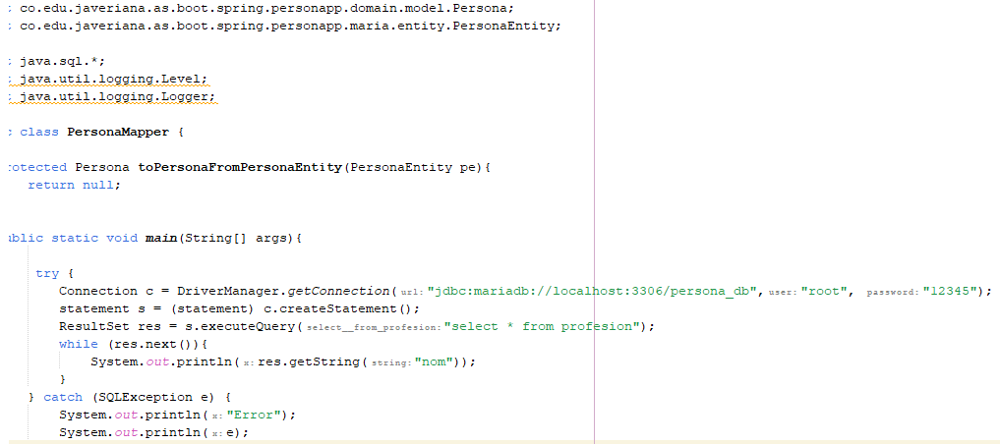 ; co.edu.javeriana.as.boot.spring.personapp.domain.model.Persona;
; co.edu.javeriana.as.boot.spring.personapp.maria.entity.PersonaEntity;
; java.sql.*;
; java.util.logging.Level;
; java.util.logging.Logger;
: class PersonaMapper {
otected Persona toPersonaFromPersonaEntity(PersonaEntity pe){
return null;
ublic static void main(String[] args){
try {
Connection c = DriverManager.getConnection( url: "jdbc:mariadb://localhost:3306/persona_db", user: "root", password: "12345");
statement s = (statement) c.createStatement();
ResultSet res = s.executeQuery( select__from_profesion: "select * from profesion");
while (res.next()){
System.out.println( x: res.getString( string: "nom"));
}
} catch (SQLException e) {
System.out.println( x: "Error");
System.out.println( x: e);